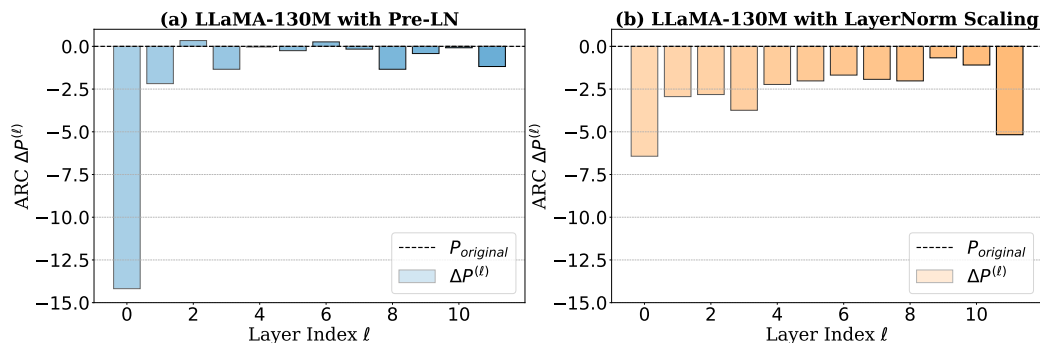 (a) LLaMA-130M with Pre-LN
0.0
−2.5
−5.0
−7.5
−10.0
−12.5
−15.0
ARC ΔP^(ℓ)
P_original
ΔP^(ℓ)
0 2 4 6 8 10
Layer Index ℓ
(b) LLaMA-130M with LayerNorm Scaling
0.0
−2.5
−5.0
−7.5
−10.0
−12.5
−15.0
ARC ΔP^(ℓ)
P_original
ΔP^(ℓ)
0 2 4 6 8 10
Layer Index ℓ